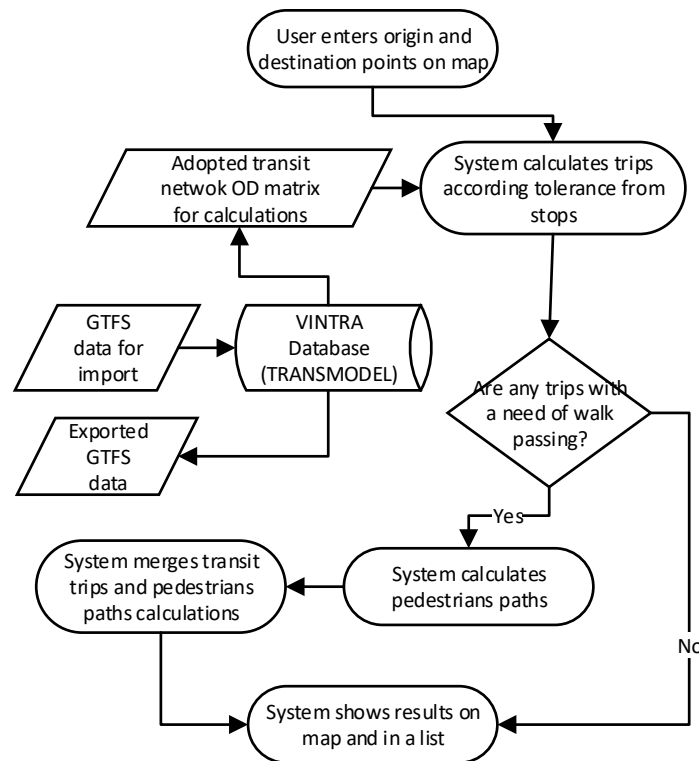 User enters origin and
destination points on map
Adopted transit
netwok OD matrix
for calculations
System calculates trips
according tolerance from
stops
GTFS
data for
import
VINTRA
Database
(TRANSMODEL)
Are any trips with
a need of walk
passing?
Exported
GTFS
data
Yes
System merges transit
trips and pedestrians
paths calculations
System calculates
pedestrians paths
No
System shows results on
map and in a list